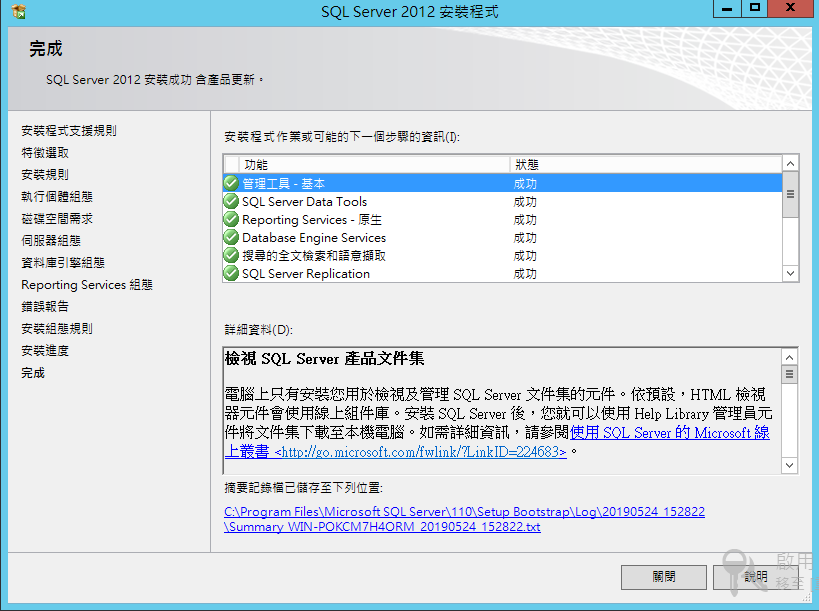 SQL Server 2012 安裝程式
完成
SQL Server 2012 安裝成功 含產品更新。
安裝程式支援規則
特徵選取
安裝規則
執行個體組態
磁碟空間需求
伺服器組態
資料庫引擎組態
Reporting Services 組態
錯誤報告
安裝組態規則
安裝進度
完成
安裝程式作業或可能的下一個步驟的資訊(I):
功能 狀態
管理工具 - 基本 成功
SQL Server Data Tools 成功
Reporting Services - 原生 成功
Database Engine Services 成功
搜尋的全文檢索和語意擷取 成功
SQL Server Replication 成功
詳細資料(D):
檢視 SQL Server 產品文件集
電腦上只有安裝您用於檢視及管理 SQL Server 文件集的元件。依預設，HTML 檢視
器元件會使用線上組件庫。安裝 SQL Server 後，您就可以使用 Help Library 管理員元
件將文件集下載至本機電腦。如需詳細資訊，請參閱使用 SQL Server 的 Microsoft 線
上叢書 <http://go.microsoft.com/fwlink/?LinkID=224683>。
摘要記錄檔已儲存至下列位置:
C:\Program Files\Microsoft SQL Server\110\Setup Bootstrap\Log\20190524_152822
\Summary_WIN-POKCM7H4ORM_20190524_152822.txt
關閉
說明
啟用
移至